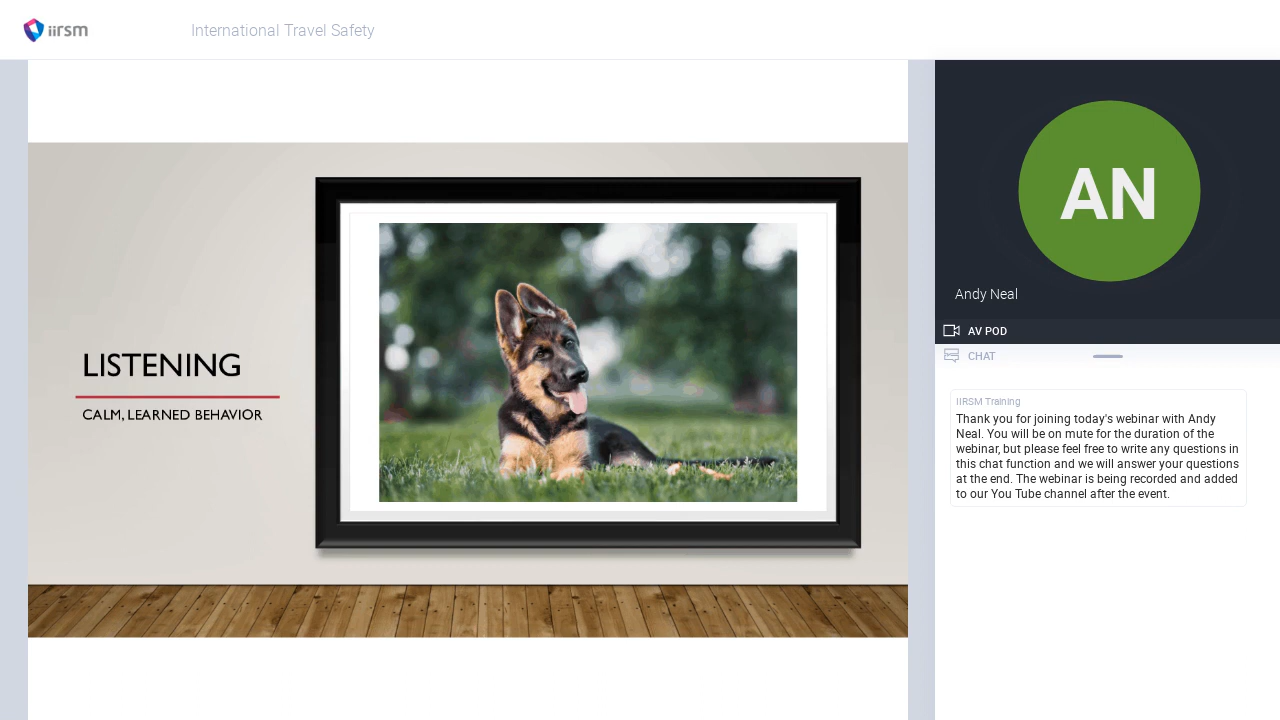 iirsm
International Travel Safety
LISTENING
CALM, LEARNED BEHAVIOR
AN
Andy Neal
AV POD
CHAT
IIRSM Training
Thank you for joining today's webinar with Andy
Neal. You will be on mute for the duration of the
webinar, but please feel free to write any questions in
this chat function and we will answer your questions
at the end. The webinar is being recorded and added
to our You Tube channel after the event.